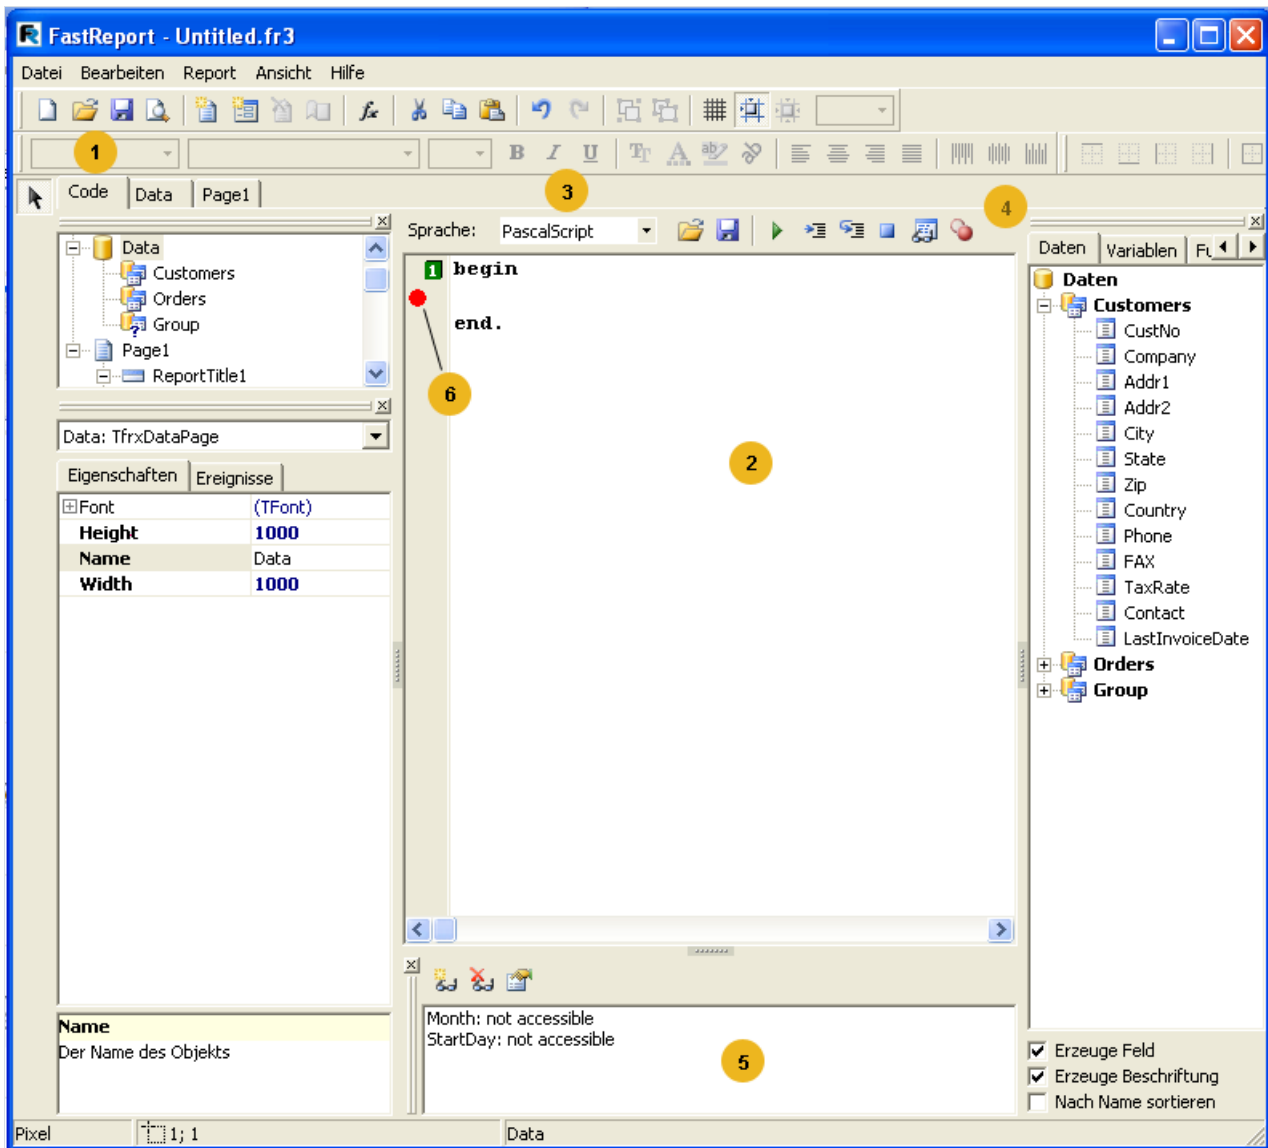 FastReport - Untitled.fr3
Datei Bearbeiten Report Ansicht Hilfe
1
B I U
3
4
Code Data Page1
Data
Customers
Orders
Group
Page1
ReportTitle1
Data: TfrxDataPage
Eigenschaften Ereignisse
Font (TFont)
Height 1000
Name Data
Width 1000
Name
Der Name des Objekts
Sprache: PascalScript
1 begin
end.
6
2
Month: not accessible
StartDay: not accessible
5
Daten Variablen
Daten
Customers
CustNo
Company
Addr1
Addr2
City
State
Zip
Country
Phone
FAX
TaxRate
Contact
LastInvoiceDate
Orders
Group
Erzeuge Feld
Erzeuge Beschriftung
Nach Name sortieren
Pixel 1; 1 Data